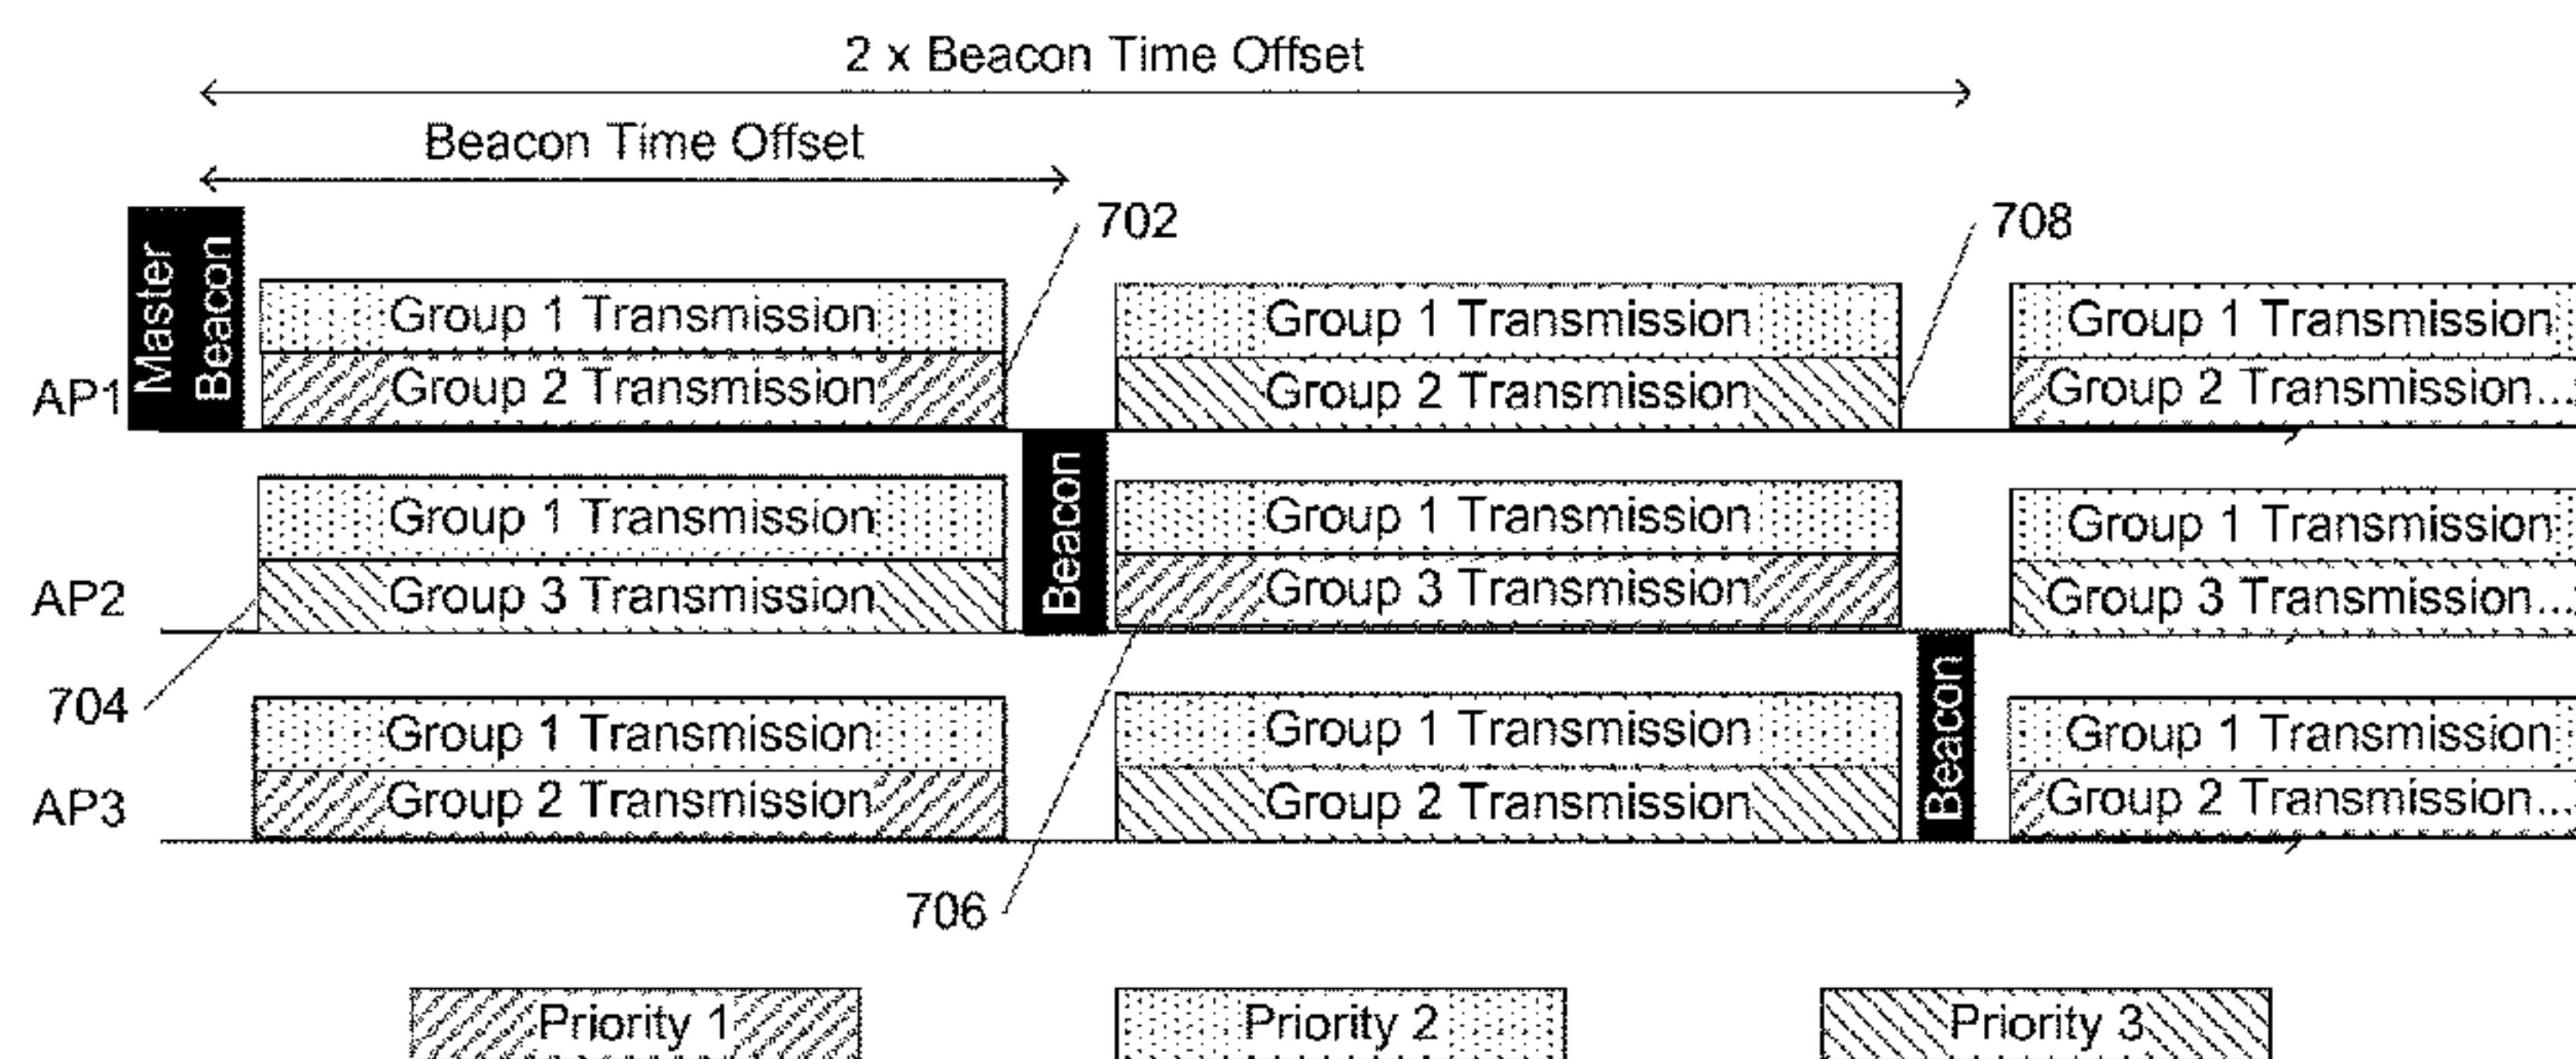 2 x Beacon Time Offset
Beacon Time Offset
702
708
Master
Beacon
Group 1 Transmission
Group 1 Transmission
Group 1 Transmission
AP1
Group 2 Transmission
Group 2 Transmission
Group 2 Transmission...
Beacon
Group 1 Transmission
Group 1 Transmission
Group 1 Transmission
AP2
Group 3 Transmission
Group 3 Transmission
Group 3 Transmission...
Beacon
704
Group 1 Transmission
Group 1 Transmission
Group 1 Transmission
AP3
Group 2 Transmission
Group 2 Transmission
Group 2 Transmission...
706
Priority 1
Priority 2
Priority 3